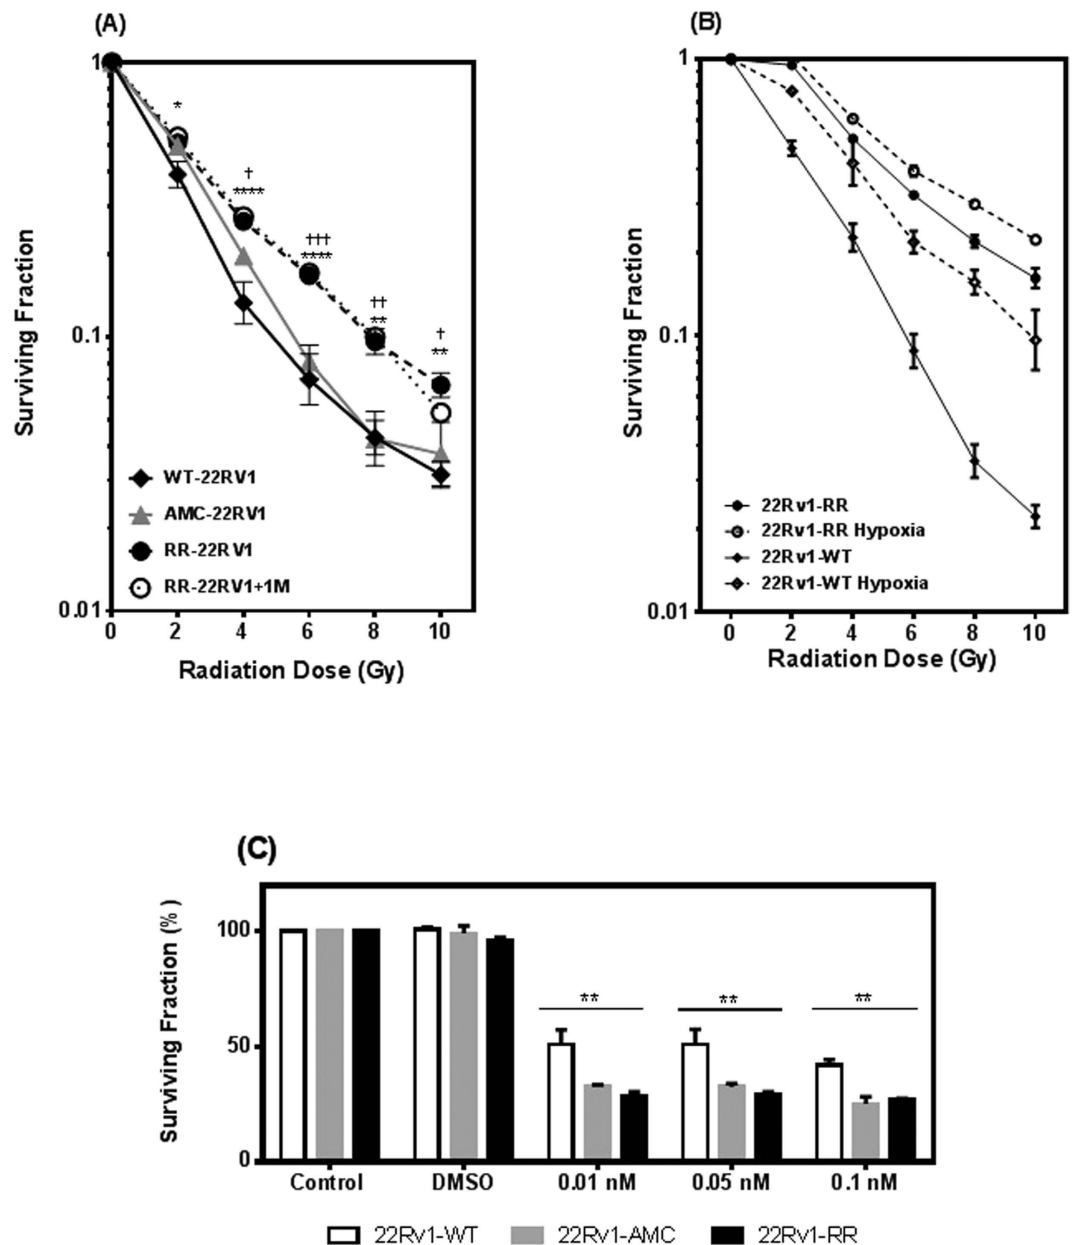 (A)
1
*
†
****
†††
****
††
**
†
**
0.1
0.01
Surviving Fraction
WT-22RV1
AMC-22RV1
RR-22RV1
RR-22RV1+1M
0 2 4 6 8 10
Radiation Dose (Gy)
(B)
1
0.1
0.01
Surviving Fraction
22Rv1-RR
22Rv1-RR Hypoxia
22Rv1-WT
22Rv1-WT Hypoxia
0 2 4 6 8 10
Radiation Dose (Gy)
(C)
Surviving Fraction (%)
100
50
0
** ** **
Control DMSO 0.01 nM 0.05 nM 0.1 nM
22Rv1-WT 22Rv1-AMC 22Rv1-RR